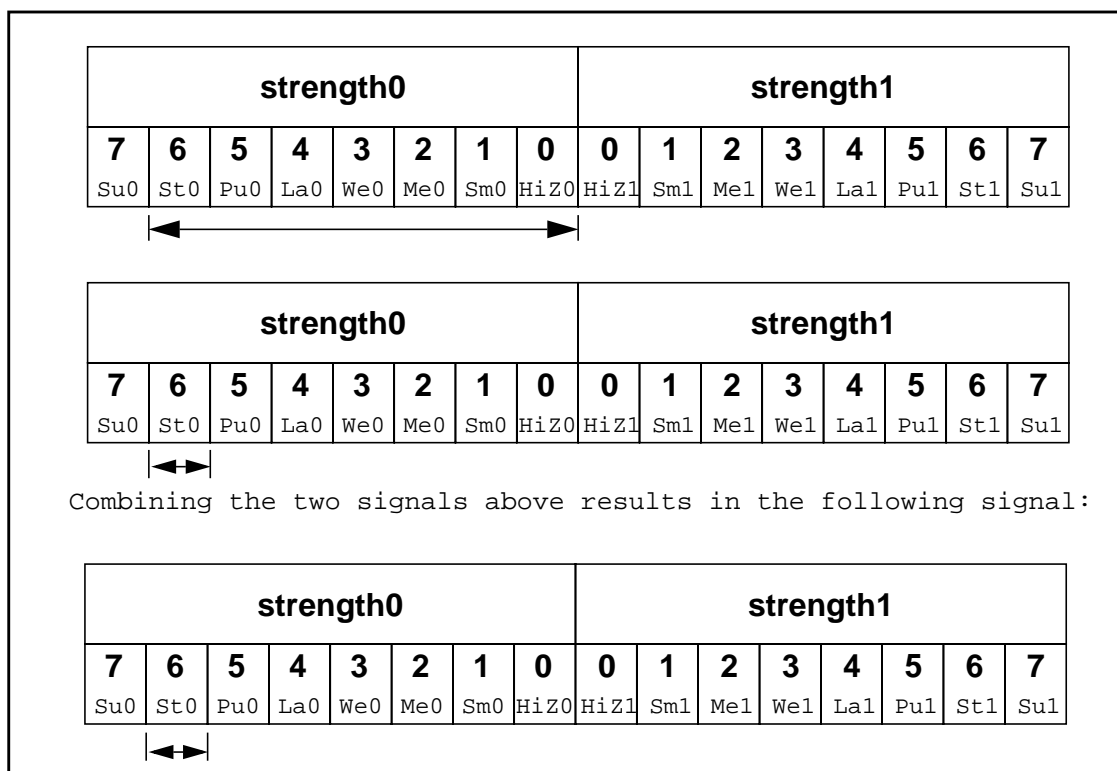 strength0 strength1
7 6 5 4 3 2 1 0 0 1 2 3 4 5 6 7
Su0 St0 Pu0 La0 We0 Me0 Sm0 HiZ0 HiZ1 Sm1 Me1 We1 La1 Pu1 St1 Su1
strength0 strength1
7 6 5 4 3 2 1 0 0 1 2 3 4 5 6 7
Su0 St0 Pu0 La0 We0 Me0 Sm0 HiZ0 HiZ1 Sm1 Me1 We1 La1 Pu1 St1 Su1
Combining the two signals above results in the following signal:
strength0 strength1
7 6 5 4 3 2 1 0 0 1 2 3 4 5 6 7
Su0 St0 Pu0 La0 We0 Me0 Sm0 HiZ0 HiZ1 Sm1 Me1 We1 La1 Pu1 St1 Su1